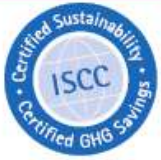 Certified Sustainability
ISCC
Certified GHG Savings